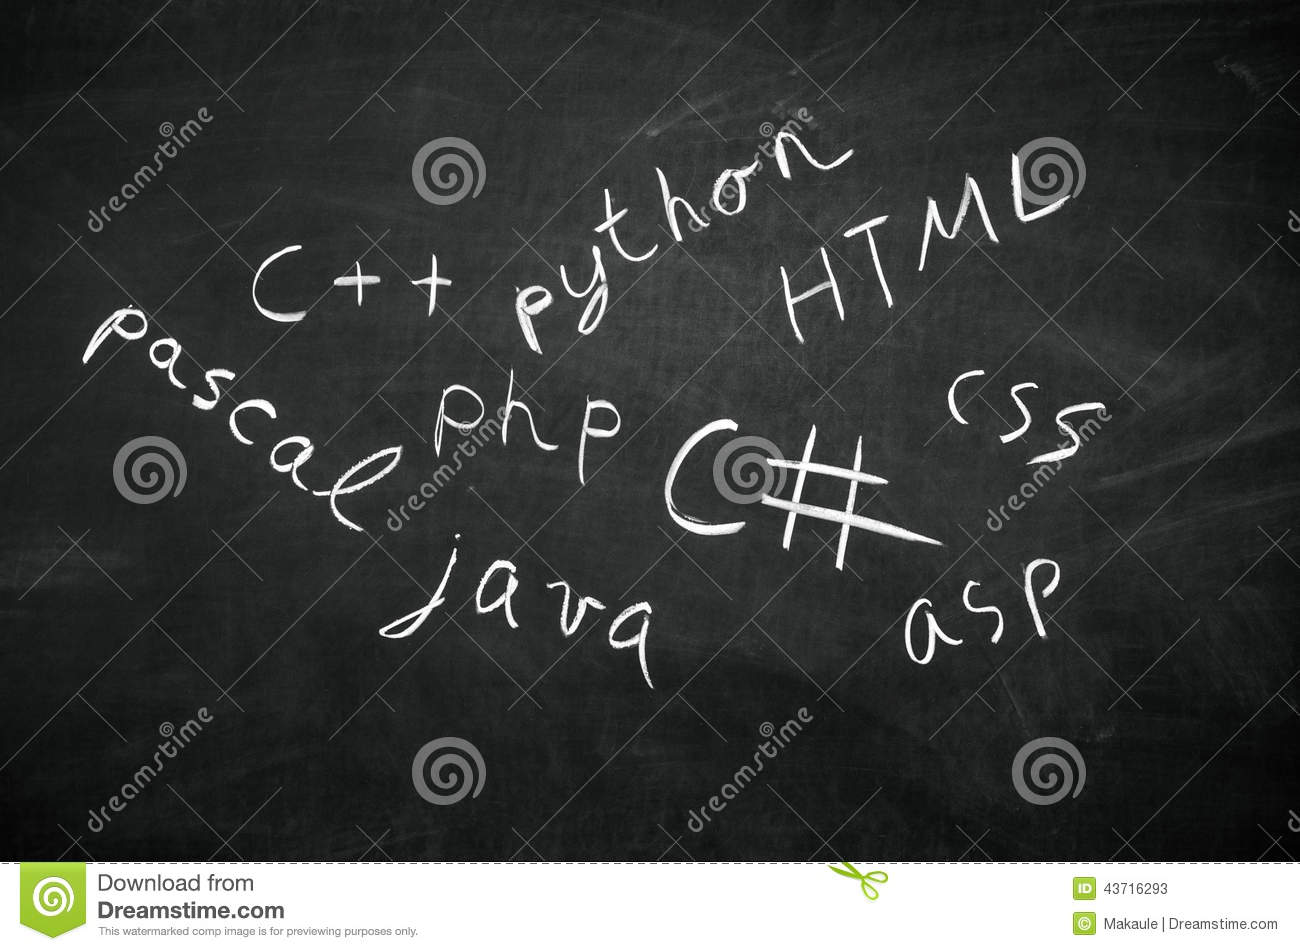 python
HTML
C++
pascal
php
css
C#
java
asp
dreamstime
dreamstime
dreamstime
dreamstime
dreamstime
dreamstime
Download from
Dreamstime.com
This watermarked comp image is for previewing purposes only.
ID 43716293
© Makaule | Dreamstime.com